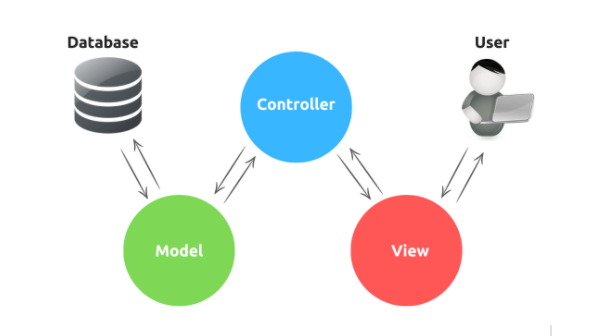 Database
User
Controller
Model
View